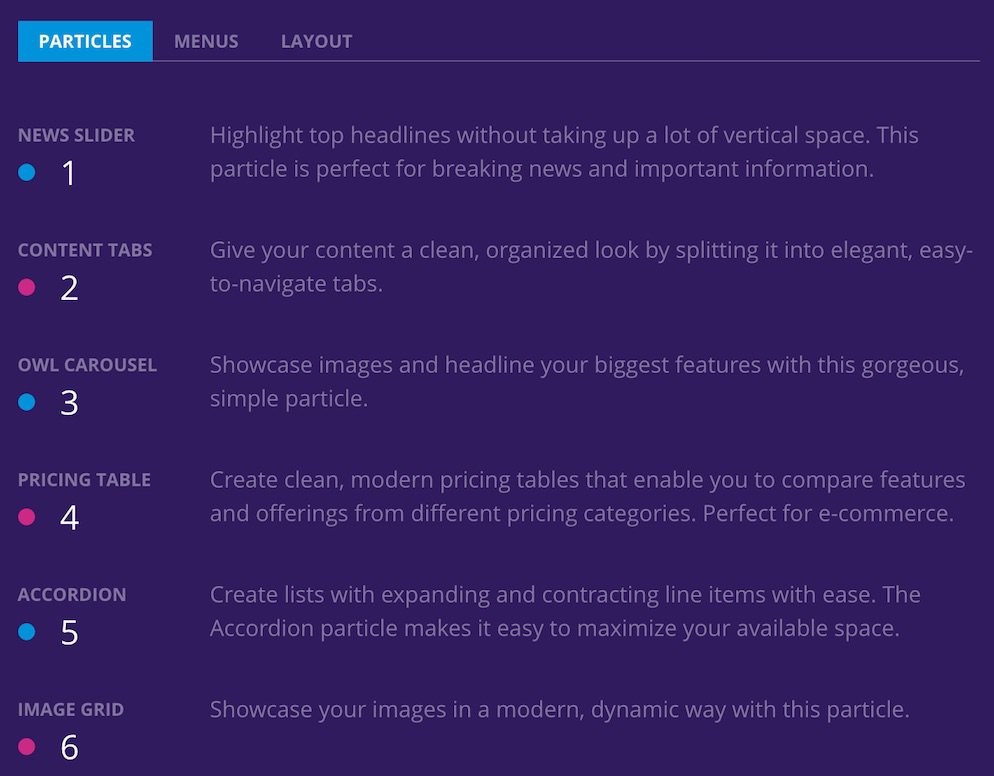 PARTICLES MENUS LAYOUT
NEWS SLIDER
1
Highlight top headlines without taking up a lot of vertical space. This
particle is perfect for breaking news and important information.
CONTENT TABS
2
Give your content a clean, organized look by splitting it into elegant, easy-
to-navigate tabs.
OWL CAROUSEL
3
Showcase images and headline your biggest features with this gorgeous,
simple particle.
PRICING TABLE
4
Create clean, modern pricing tables that enable you to compare features
and offerings from different pricing categories. Perfect for e-commerce.
ACCORDION
5
Create lists with expanding and contracting line items with ease. The
Accordion particle makes it easy to maximize your available space.
IMAGE GRID
6
Showcase your images in a modern, dynamic way with this particle.